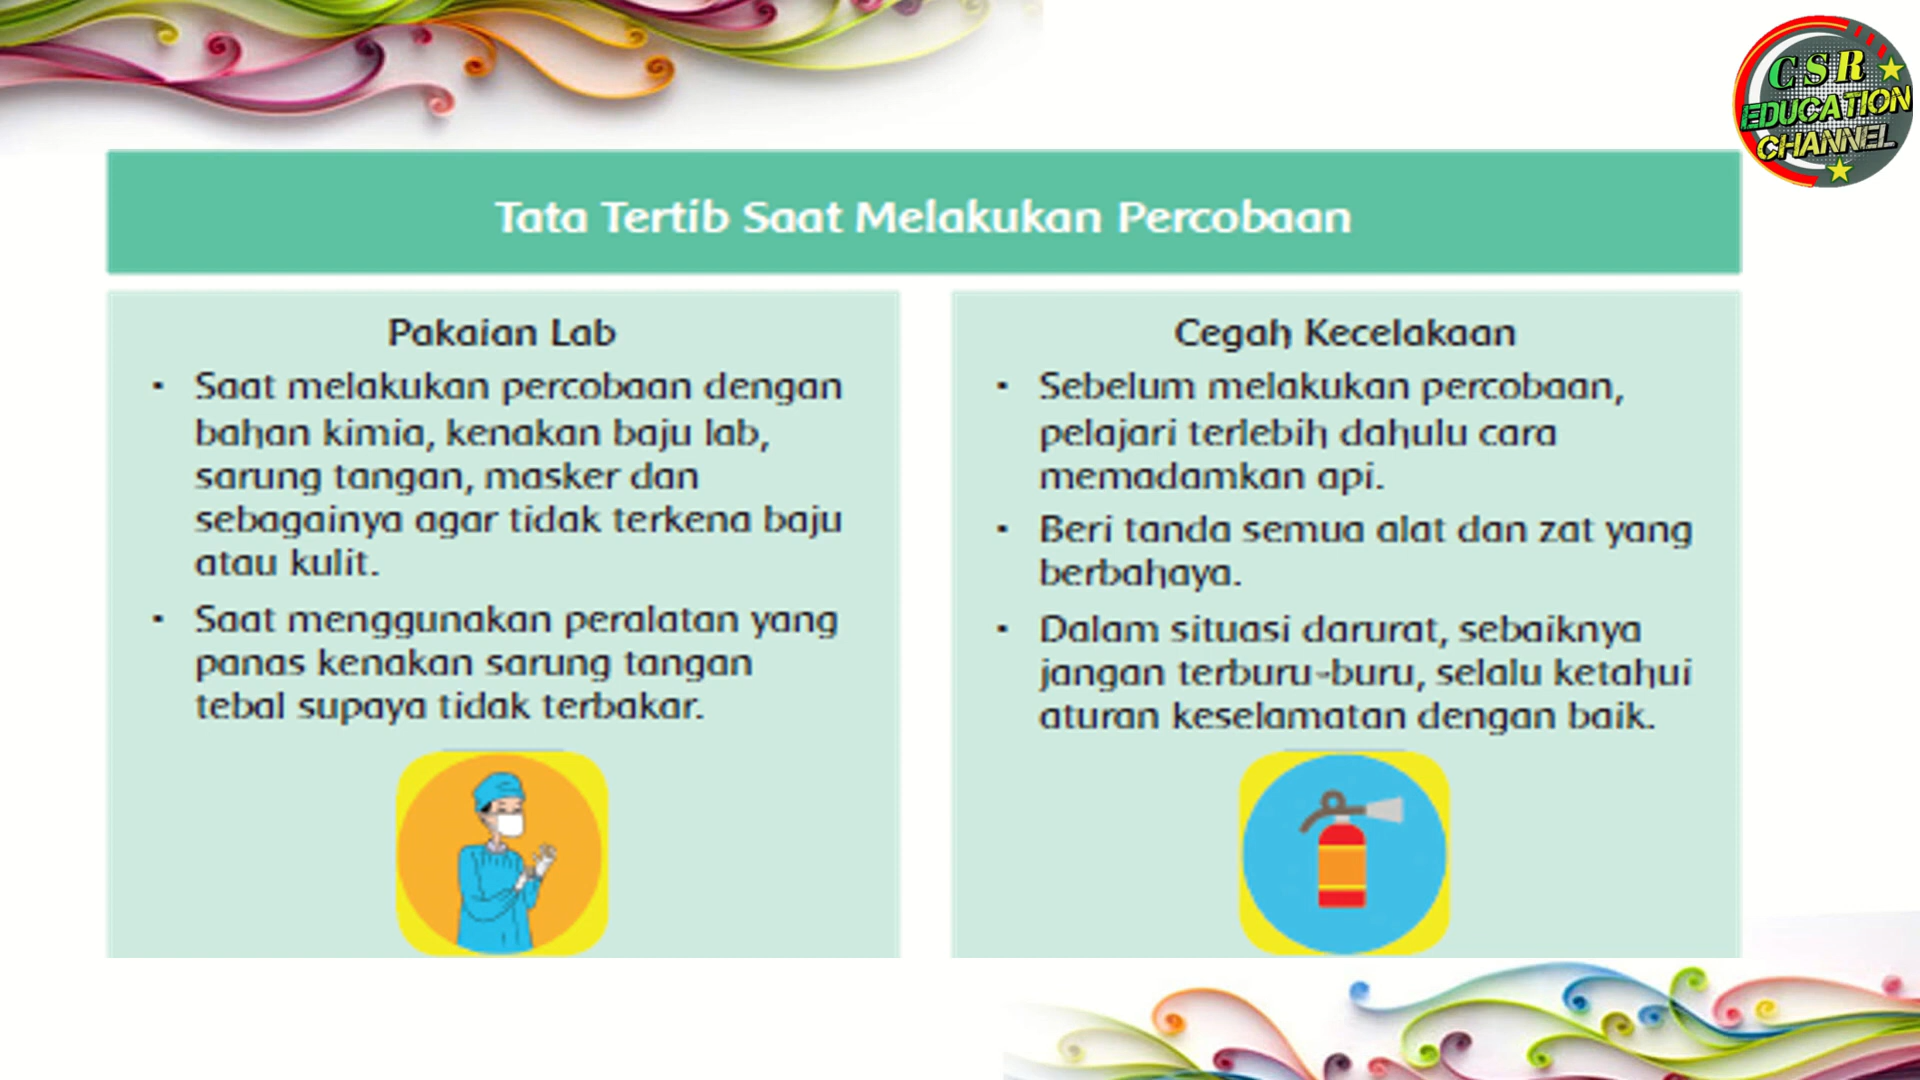 CSR
EDUCATION
CHANNEL
Tata Tertib Saat Melakukan Percobaan
Pakaian Lab
▪ Saat melakukan percobaan dengan
bahan kimia, kenakan baju lab,
sarung tangan, masker dan
sebagainya agar tidak terkena baju
atau kulit.
▪ Saat menggunakan peralatan yang
panas kenakan sarung tangan
tebal supaya tidak terbakar.
Cegah Kecelakaan
▪ Sebelum melakukan percobaan,
pelajari terlebih dahulu cara
memadamkan api.
▪ Beri tanda semua alat dan zat yang
berbahaya.
▪ Dalam situasi darurat, sebaiknya
jangan terburu-buru, selalu ketahui
aturan keselamatan dengan baik.